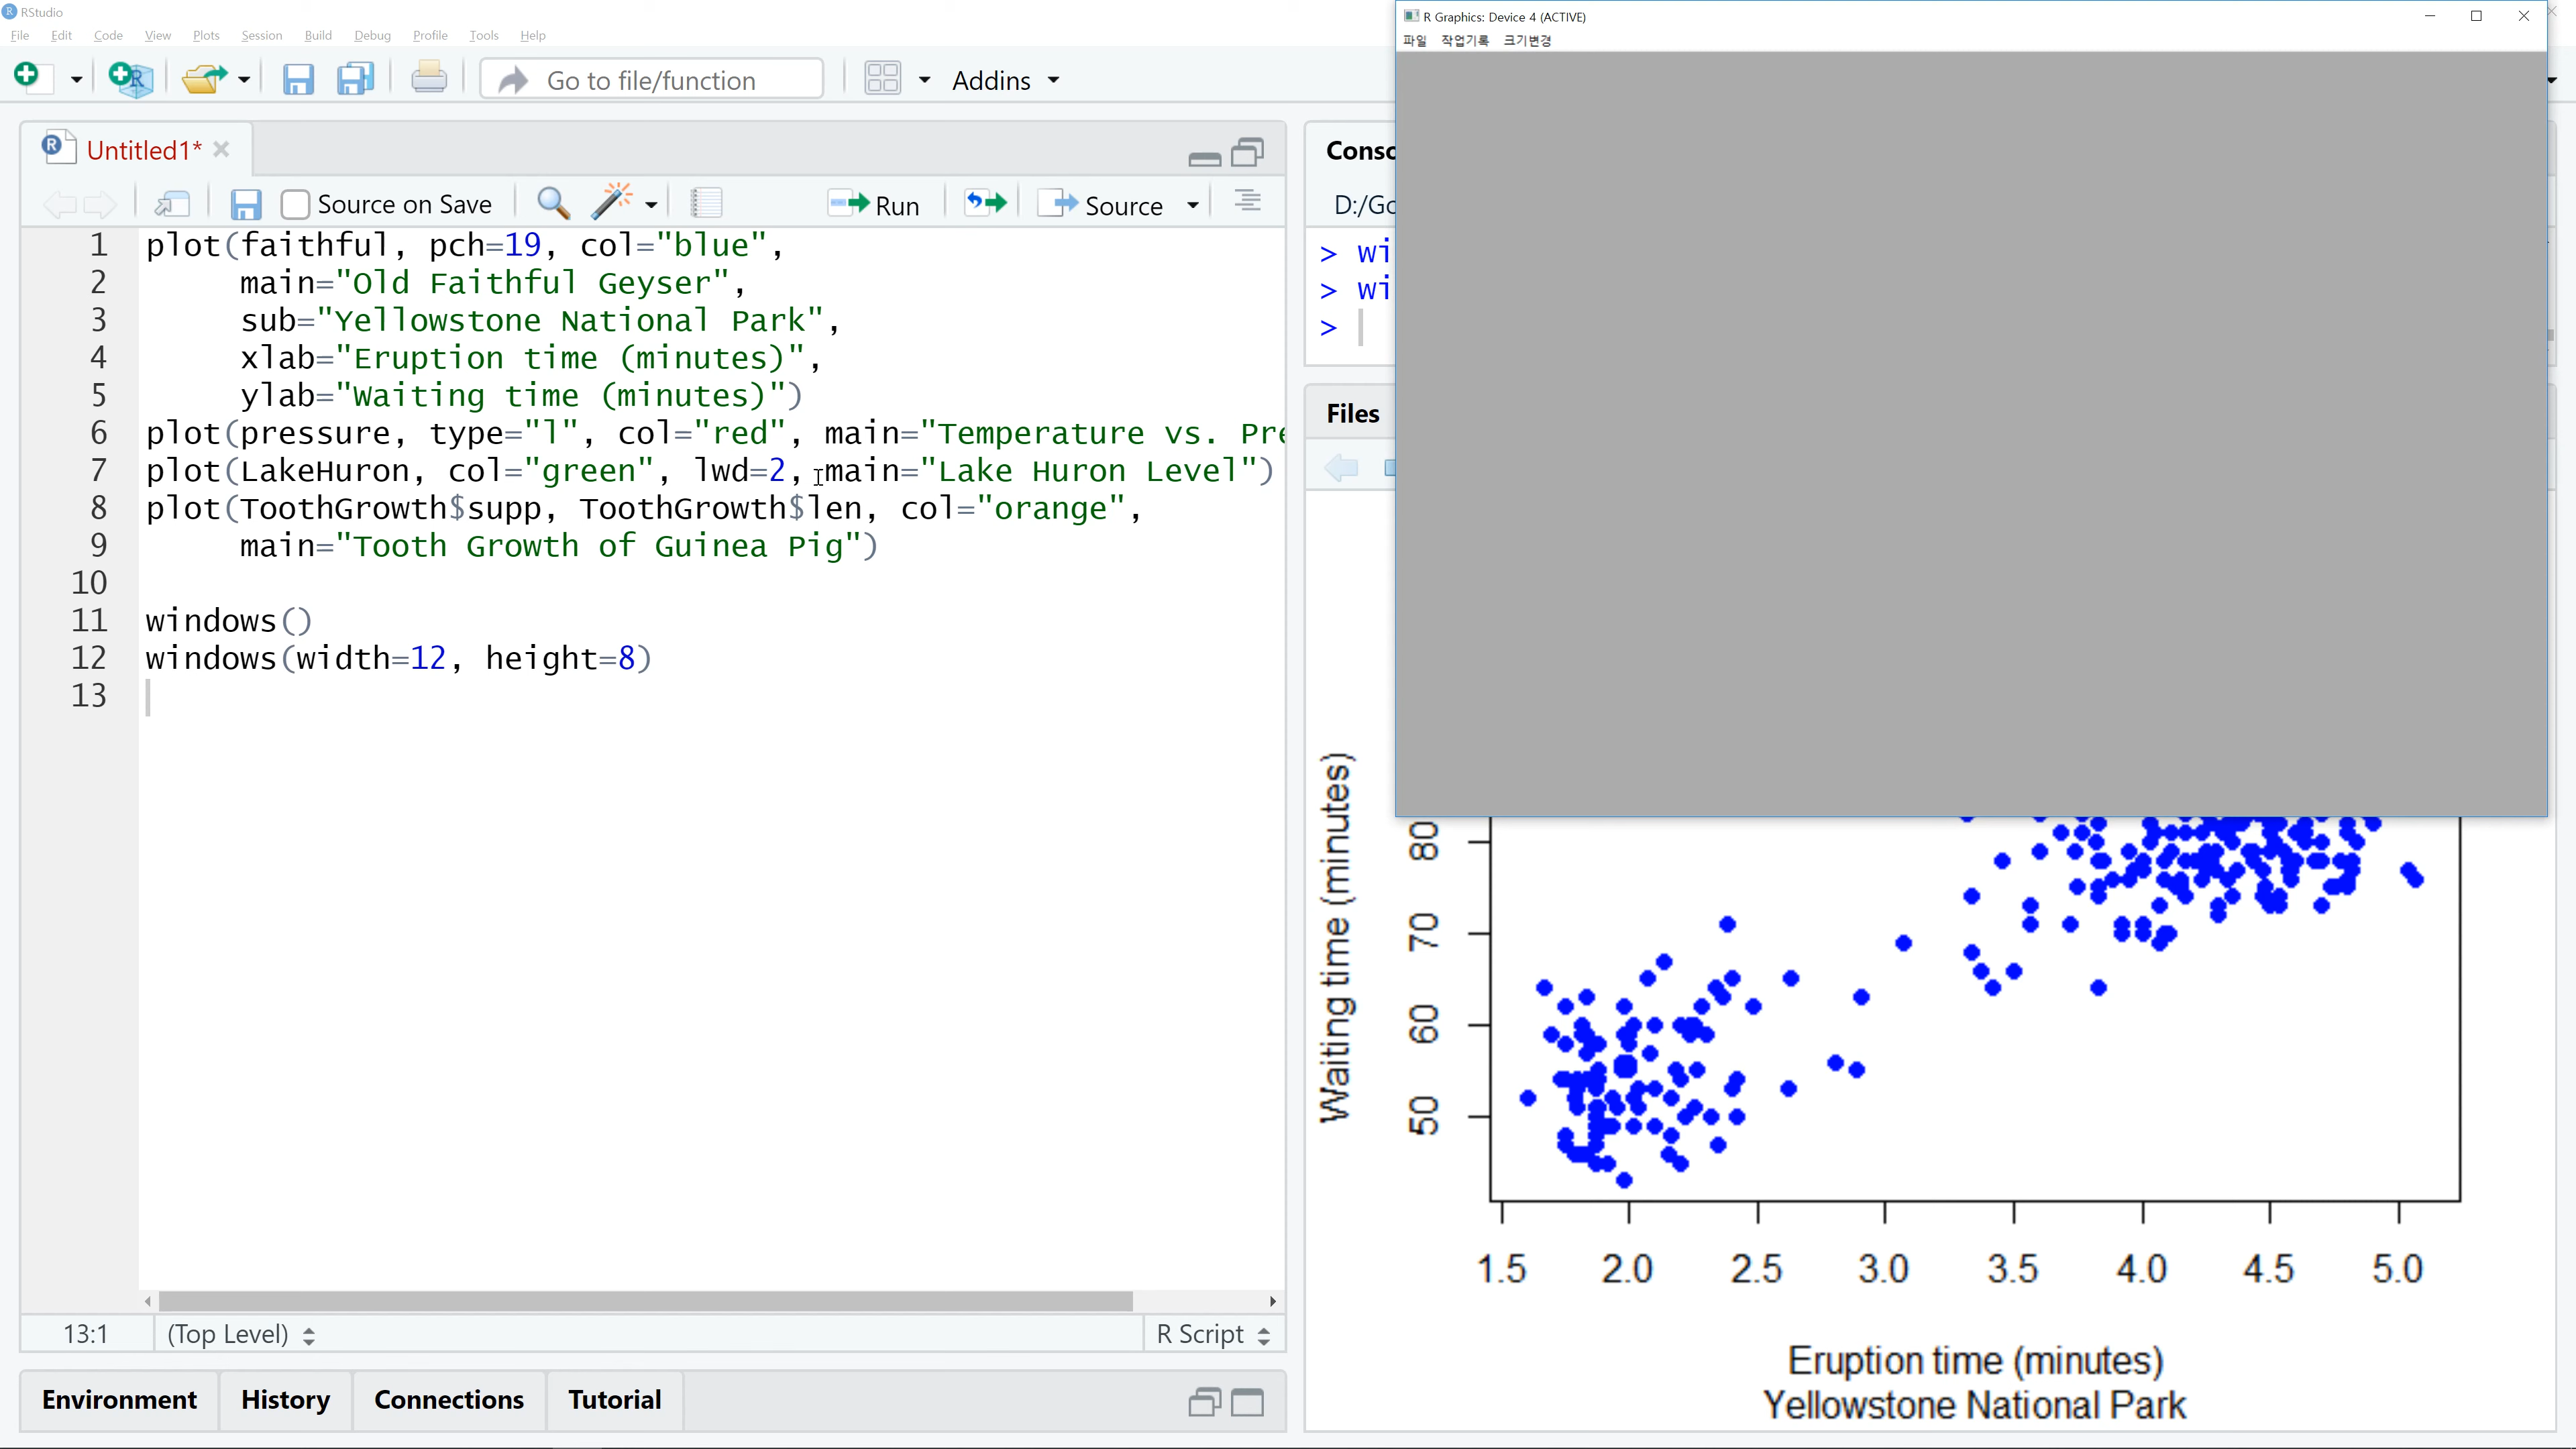 RStudio
File Edit Code View Plots Session Build Debug Profile Tools Help
Go to file/function
Addins
Untitled1*
Source on Save
Run
Source
1 plot(faithful, pch=19, col="blue",
2 main="Old Faithful Geyser",
3 sub="Yellowstone National Park",
4 xlab="Eruption time (minutes)",
5 ylab="Waiting time (minutes)")
6 plot(pressure, type="l", col="red", main="Temperature vs. Pre
7 plot(LakeHuron, col="green", lwd=2, main="Lake Huron Level")
8 plot(ToothGrowth$supp, ToothGrowth$len, col="orange",
9 main="Tooth Growth of Guinea Pig")
10
11 windows()
12 windows(width=12, height=8)
13
13:1
(Top Level)
R Script
Environment
History
Connections
Tutorial
R Graphics: Device 4 (ACTIVE)
파일 작업기록 크기변경
Conso
D:/Go
> wi
> wi
>
Files
Waiting time (minutes)
80
70
60
50
1.5 2.0 2.5 3.0 3.5 4.0 4.5 5.0
Eruption time (minutes)
Yellowstone National Park